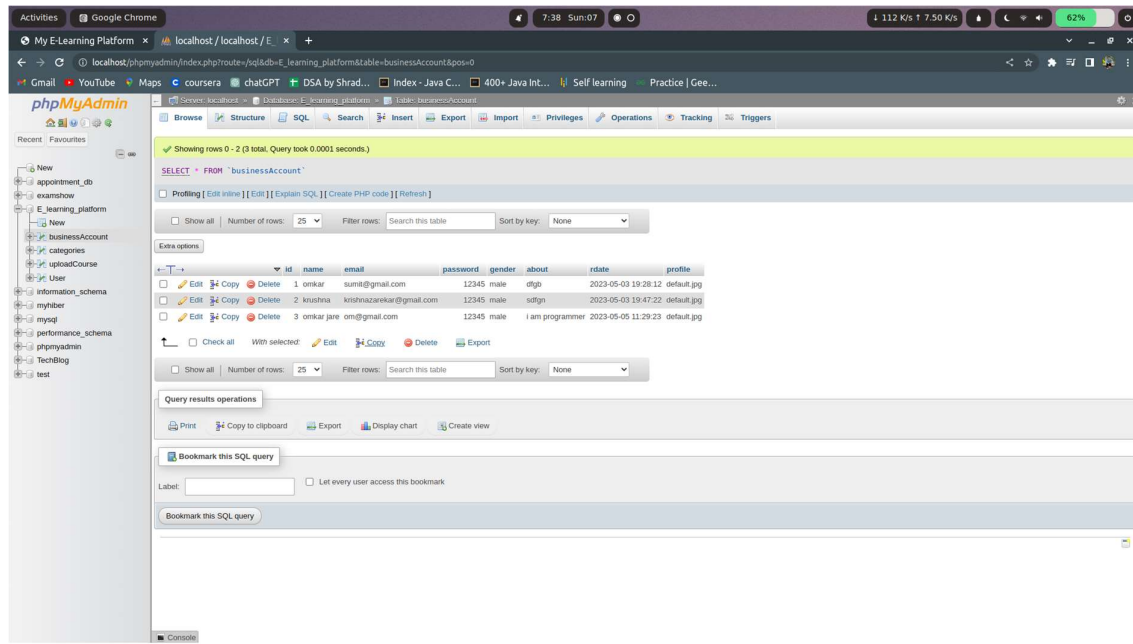 Activities Google Chrome 7:38 Sun:07 ↓ 112 K/s ↑ 7.50 K/s 62%
My E-Learning Platform × localhost / localhost / E_ × +
localhost/phpmyadmin/index.php?route=/sql&db=E_learning_platform&table=businessAccount&pos=0
Gmail YouTube Maps coursera chatGPT DSA by Shrad... Index - Java C... 400+ Java Int... Self learning Practice | Gee...
phpMyAdmin
Recent Favourites
New
appointment_db
examshow
E_learning_platform
New
businessAccount
categories
uploadCourse
User
information_schema
myhiber
mysql
performance_schema
phpmyadmin
TechBlog
test
Server: localhost » Database: E_learning_platform » Table: businessAccount
Browse Structure SQL Search Insert Export Import Privileges Operations Tracking Triggers
Showing rows 0 - 2 (3 total, Query took 0.0001 seconds.)
SELECT * FROM `businessAccount`
Profiling [ Edit inline ] [ Edit ] [ Explain SQL ] [ Create PHP code ] [ Refresh ]
Show all Number of rows: 25 Filter rows: Search this table Sort by key: None
Extra options
←T→ id name email password gender about rdate profile
Edit Copy Delete 1 omkar sumit@gmail.com 12345 male dfgb 2023-05-03 19:28:12 default.jpg
Edit Copy Delete 2 krushna krishnazarekar@gmail.com 12345 male sdfgn 2023-05-03 19:47:22 default.jpg
Edit Copy Delete 3 omkar jare om@gmail.com 12345 male i am programmer 2023-05-05 11:29:23 default.jpg
Check all With selected: Edit Copy Delete Export
Show all Number of rows: 25 Filter rows: Search this table Sort by key: None
Query results operations
Print Copy to clipboard Export Display chart Create view
Bookmark this SQL query
Label: Let every user access this bookmark
Bookmark this SQL query
Console